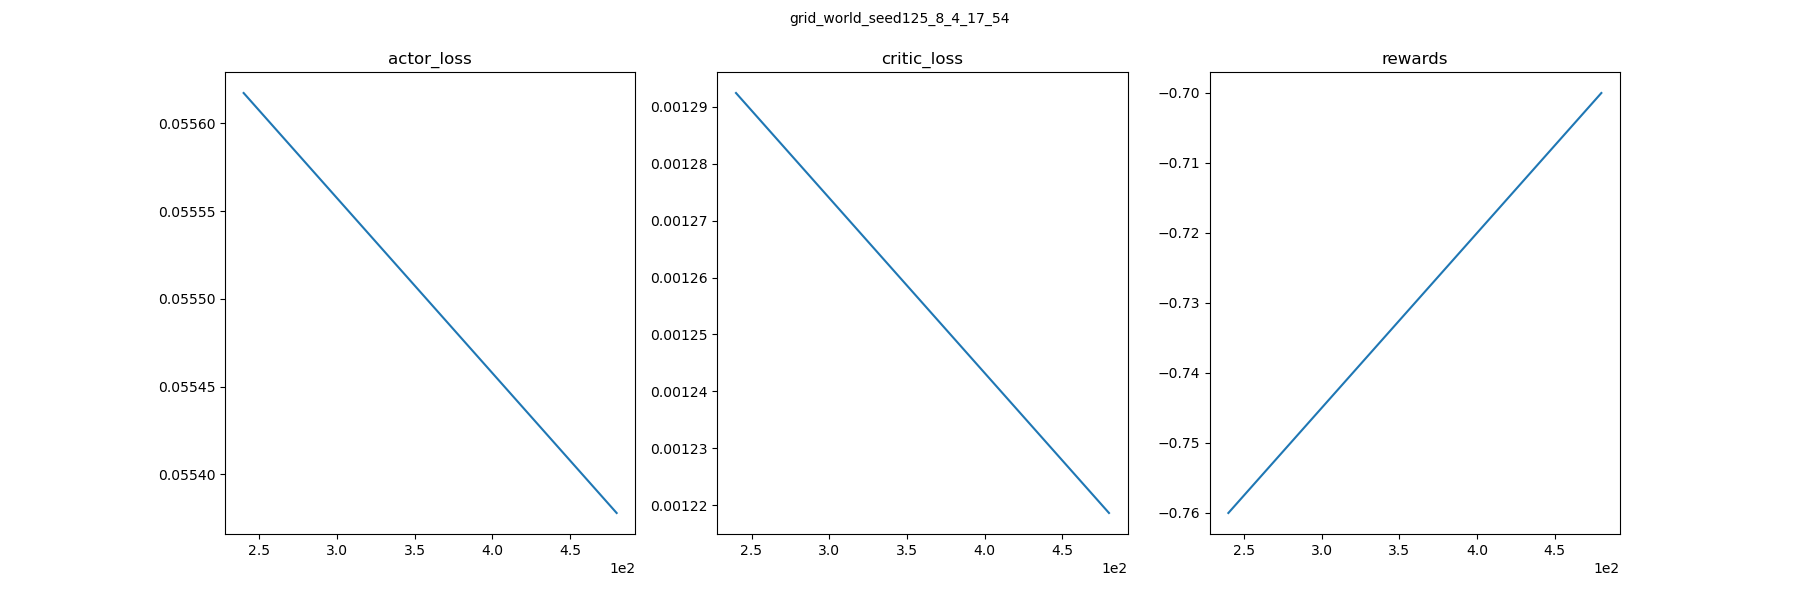 grid_world_seed125_8_4_17_54
actor_loss
0.05560
0.05555
0.05550
0.05545
0.05540
2.5 3.0 3.5 4.0 4.5
1e2
critic_loss
0.00129
0.00128
0.00127
0.00126
0.00125
0.00124
0.00123
0.00122
2.5 3.0 3.5 4.0 4.5
1e2
rewards
−0.70
−0.71
−0.72
−0.73
−0.74
−0.75
−0.76
2.5 3.0 3.5 4.0 4.5
1e2